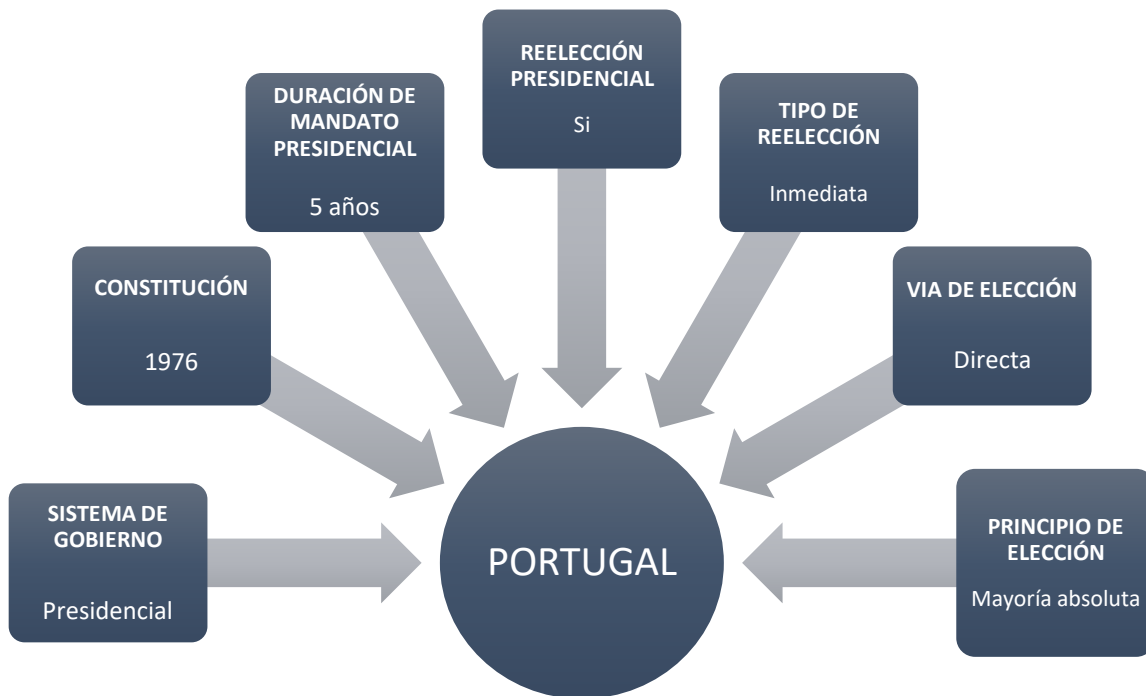 SISTEMA DE
GOBIERNO
Presidencial
CONSTITUCIÓN
1976
DURACIÓN DE
MANDATO
PRESIDENCIAL
5 años
REELECCIÓN
PRESIDENCIAL
Si
TIPO DE
REELECCIÓN
Inmediata
VIA DE ELECCIÓN
Directa
PRINCIPIO DE
ELECCIÓN
Mayoría absoluta
PORTUGAL